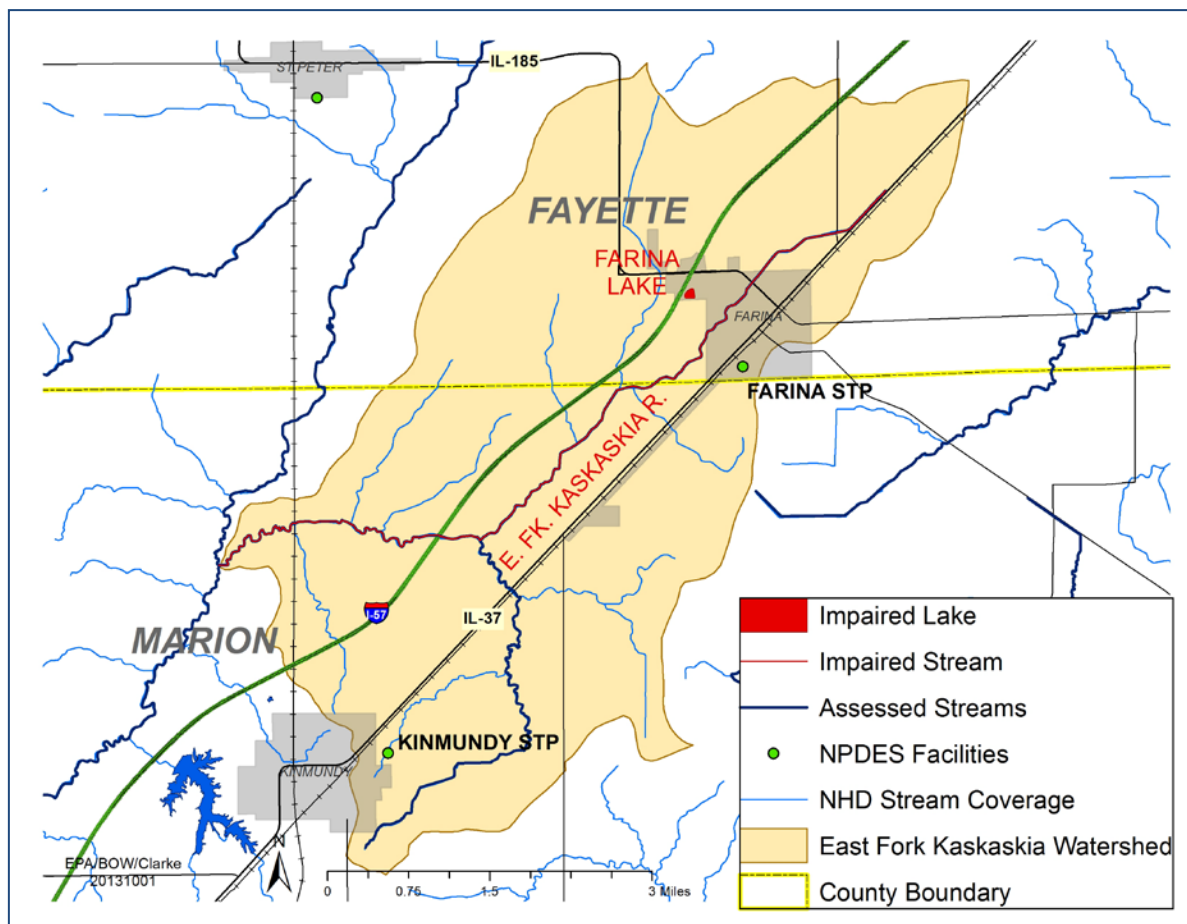 ST PETER
IL-185
FAYETTE
FARINA
LAKE
FARINA
FARINA STP
E. FK. KASKASKIA R.
I-57
IL-37
MARION
KINMUNDY STP
KINMUNDY
N
EPA/BOW/Clarke
20131001
0 0.75 1.5 3 Miles
Impaired Lake
Impaired Stream
Assessed Streams
NPDES Facilities
NHD Stream Coverage
East Fork Kaskaskia Watershed
County Boundary